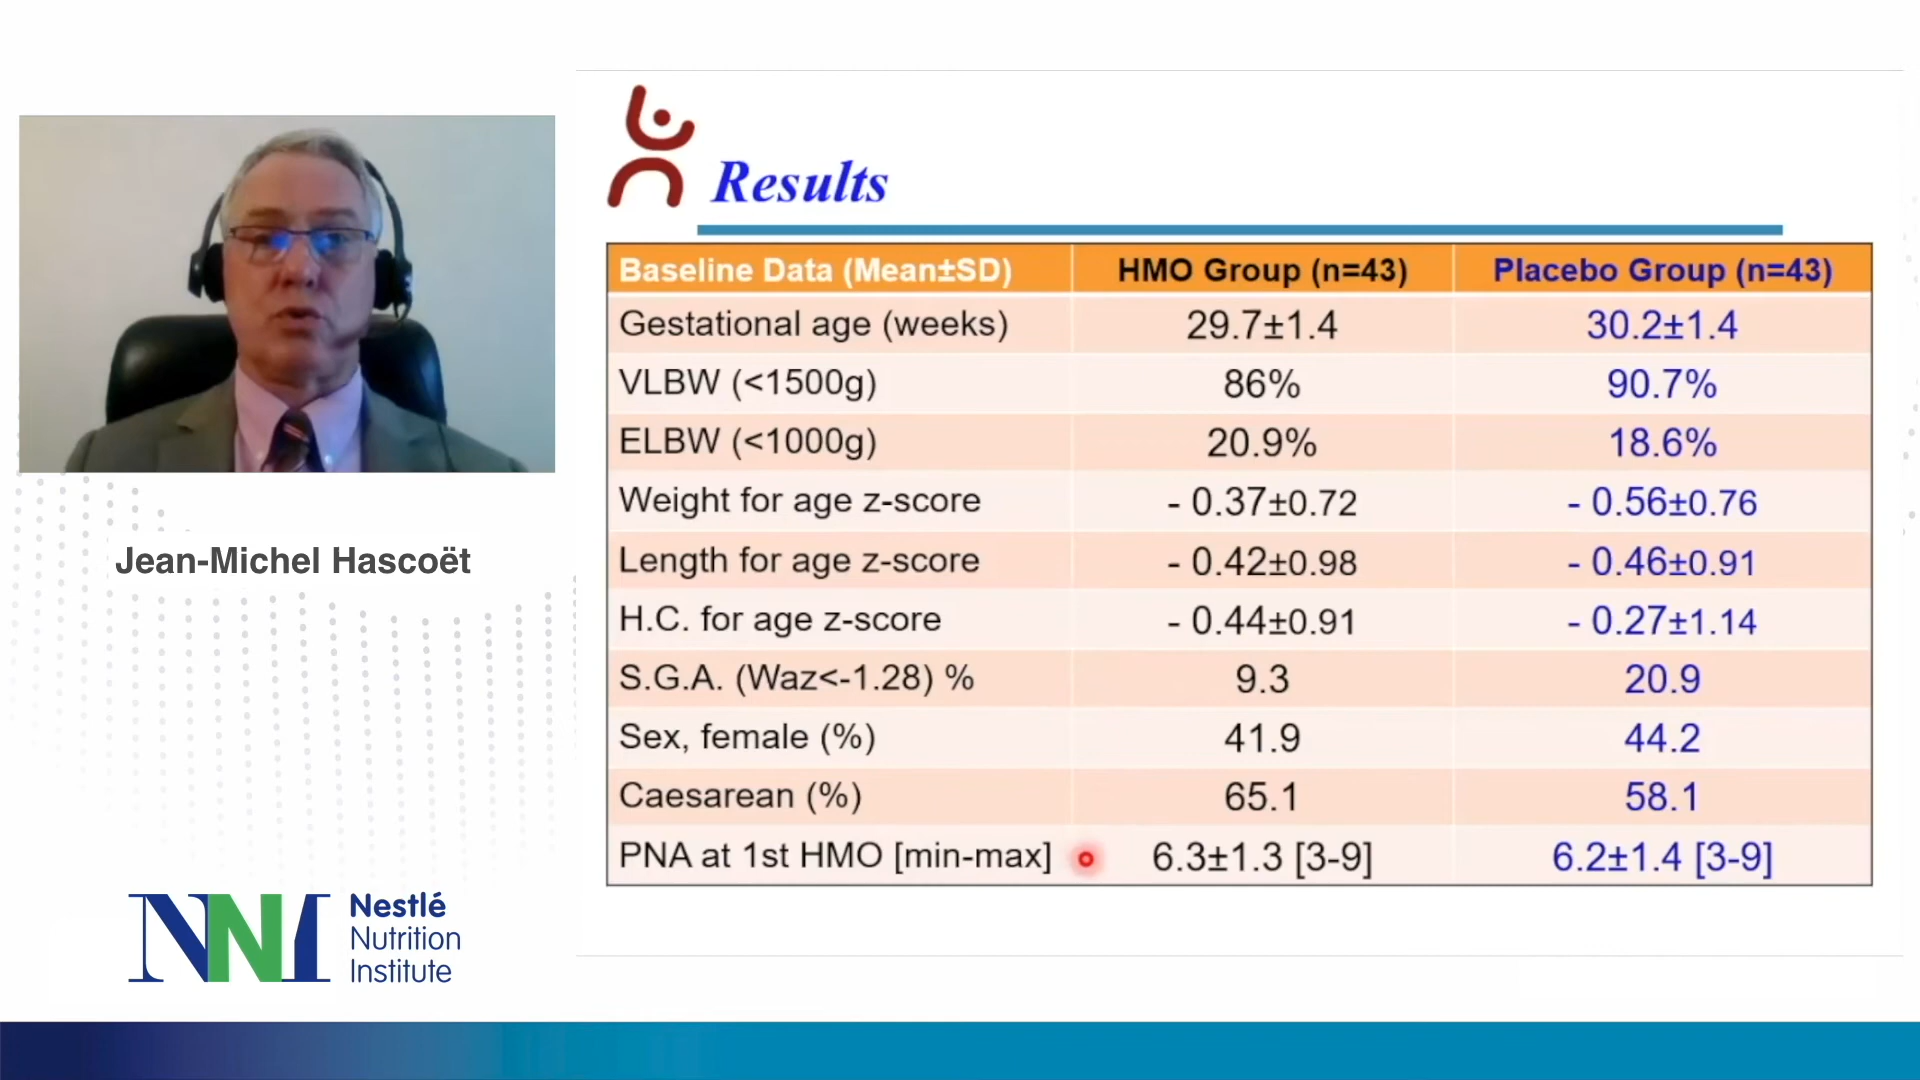 Results
Baseline Data (Mean±SD) HMO Group (n=43) Placebo Group (n=43)
Gestational age (weeks) 29.7±1.4 30.2±1.4
VLBW (<1500g) 86% 90.7%
ELBW (<1000g) 20.9% 18.6%
Weight for age z-score - 0.37±0.72 - 0.56±0.76
Length for age z-score - 0.42±0.98 - 0.46±0.91
H.C. for age z-score - 0.44±0.91 - 0.27±1.14
S.G.A. (Waz<-1.28) % 9.3 20.9
Sex, female (%) 41.9 44.2
Caesarean (%) 65.1 58.1
PNA at 1st HMO [min-max] 6.3±1.3 [3-9] 6.2±1.4 [3-9]
Jean-Michel Hascoët
NNI
Nestlé
Nutrition
Institute